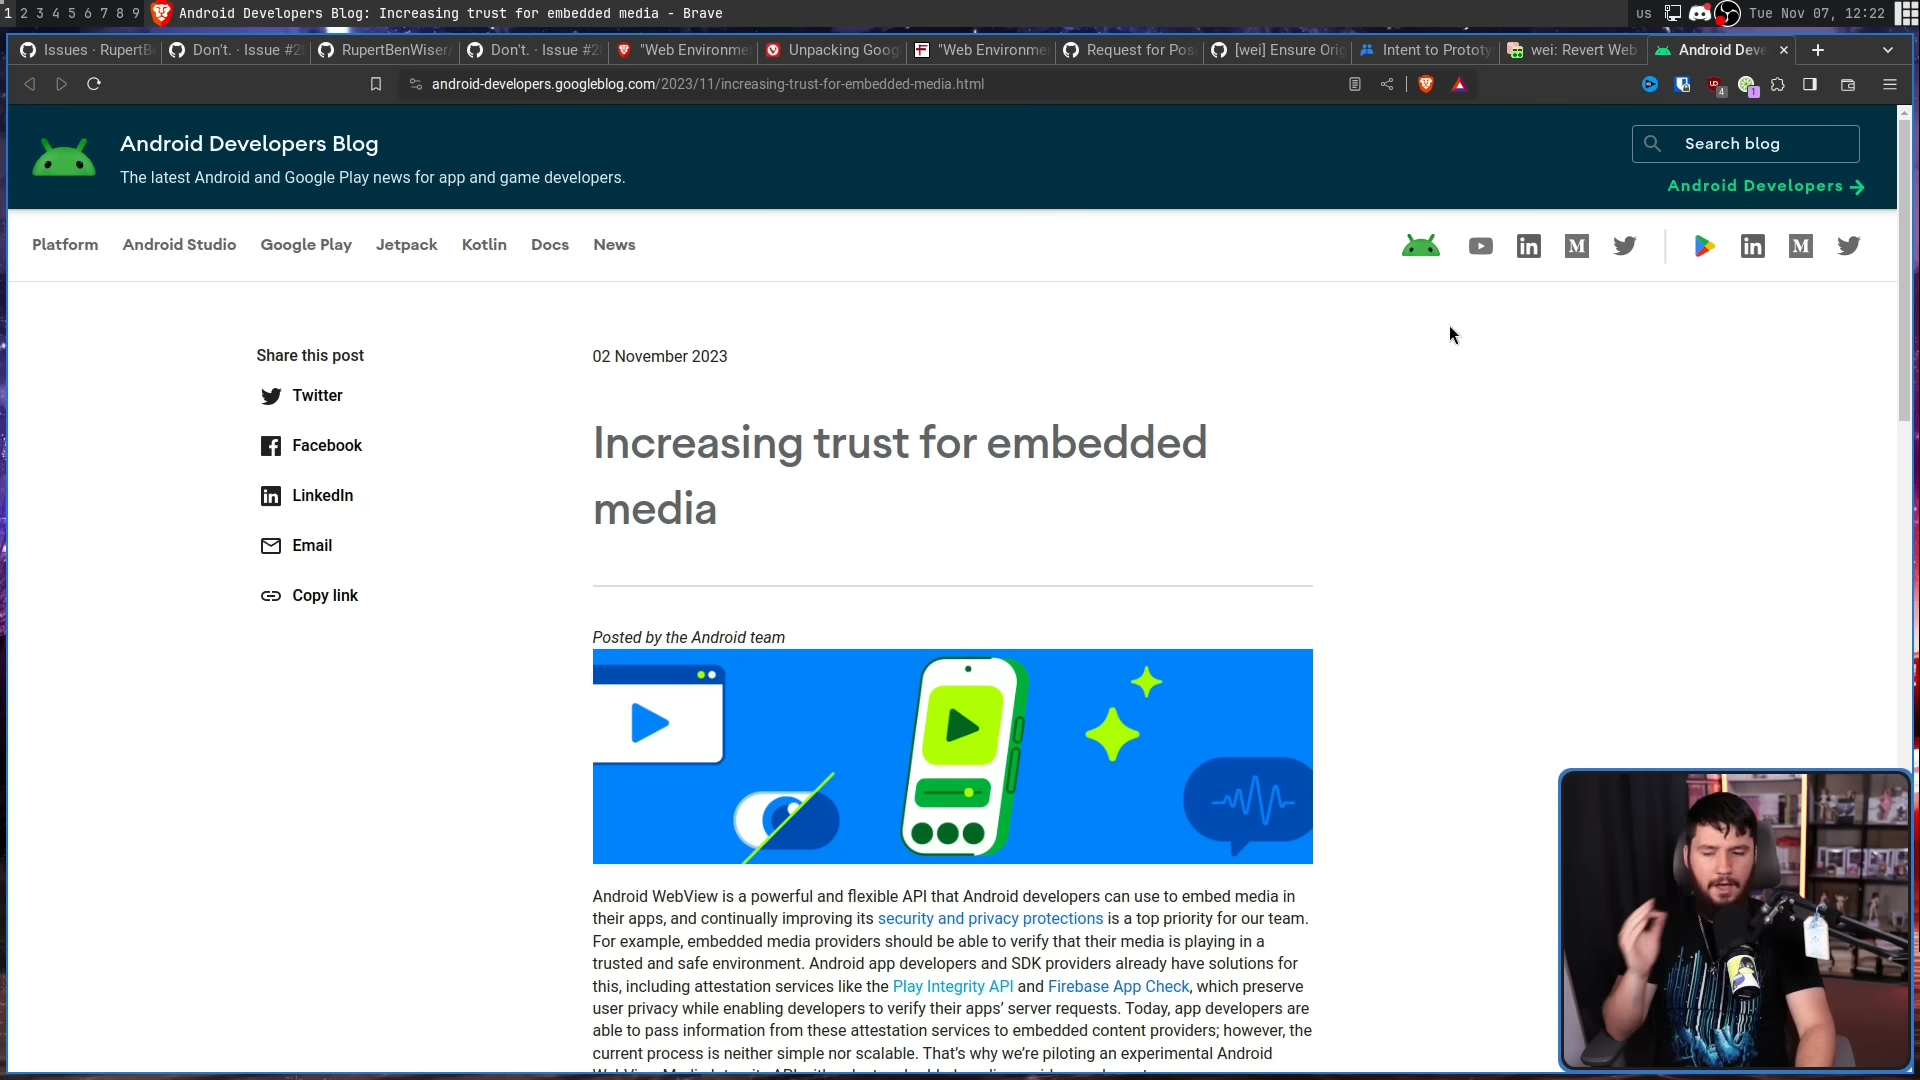 1 2 3 4 5 6 7 8 9 Android Developers Blog: Increasing trust for embedded media - Brave us Tue Nov 07, 12:22
Issues · RupertB Don't. · Issue #2 RupertBenWiser/ Don't. · Issue #2 "Web Environme Unpacking Goog "Web Environme Request for Pos [wei] Ensure Orig Intent to Prototy wei: Revert Web Android Deve
android-developers.googleblog.com/2023/11/increasing-trust-for-embedded-media.html 4 1
Android Developers Blog
The latest Android and Google Play news for app and game developers.
Search blog
Android Developers
Platform Android Studio Google Play Jetpack Kotlin Docs News
Share this post
Twitter
Facebook
LinkedIn
Email
Copy link
02 November 2023
Increasing trust for embedded
media
Posted by the Android team
Android WebView is a powerful and flexible API that Android developers can use to embed media in
their apps, and continually improving its security and privacy protections is a top priority for our team.
For example, embedded media providers should be able to verify that their media is playing in a
trusted and safe environment. Android app developers and SDK providers already have solutions for
this, including attestation services like the Play Integrity API and Firebase App Check, which preserve
user privacy while enabling developers to verify their apps' server requests. Today, app developers are
able to pass information from these attestation services to embedded content providers; however, the
current process is neither simple nor scalable. That's why we're piloting an experimental Android